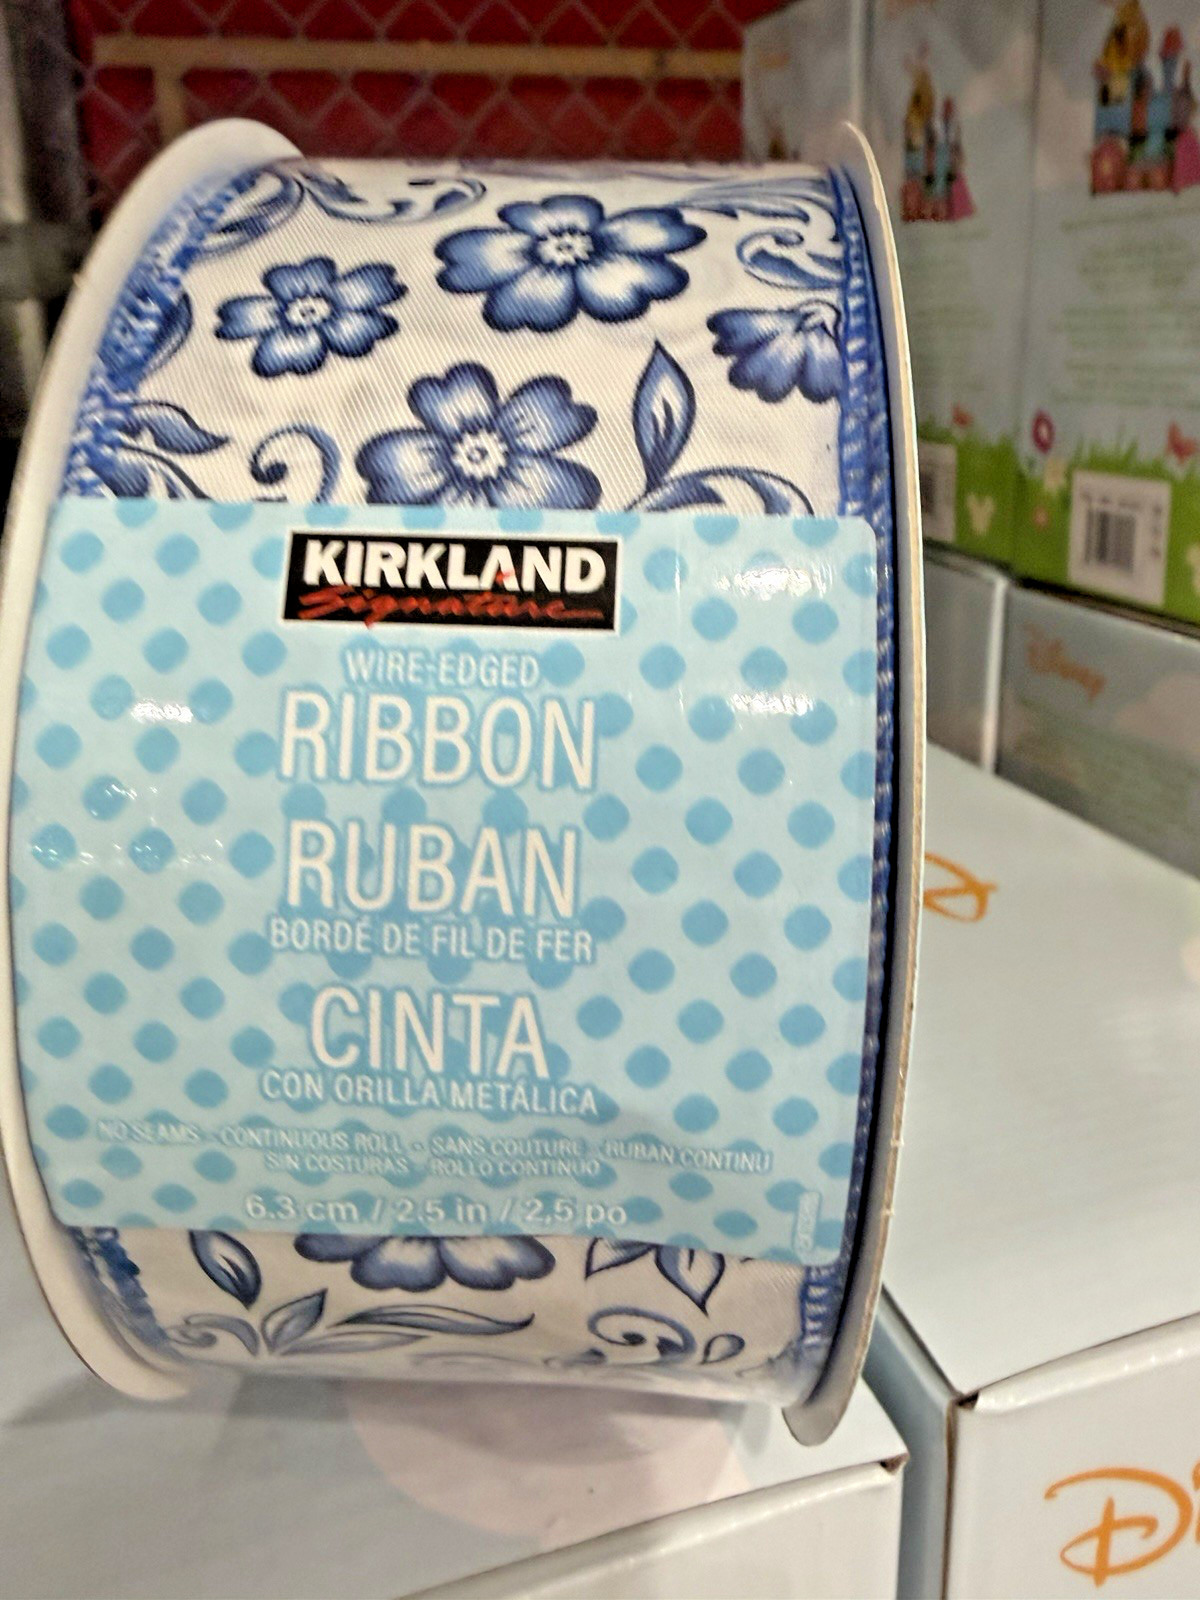 KIRKLAND
Signature
WIRE-EDGED
RIBBON
RUBAN
BORDÉ DE FIL DE FER
CINTA
CON ORILLA METÁLICA
NO SEAMS - CONTINUOUS ROLL - SANS COUTURE - RUBAN CONTINU
SIN COSTURAS - ROLLO CONTINUO
6.3 cm / 2.5 in / 2,5 po
Disney